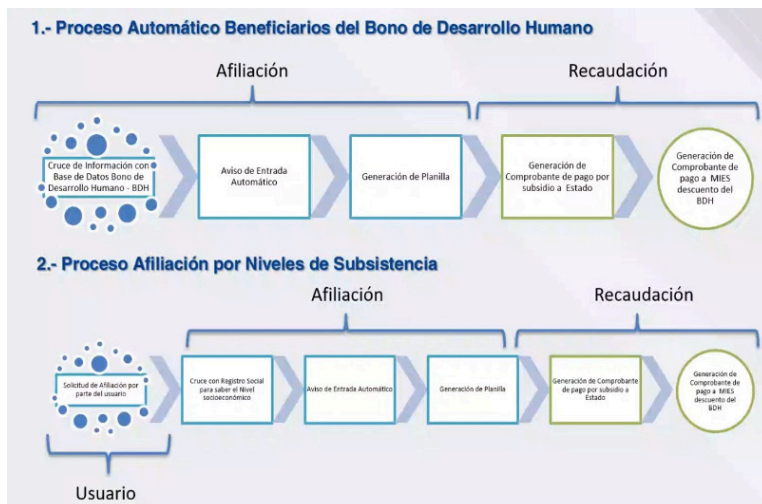 1.- Proceso Automático Beneficiarios del Bono de Desarrollo Humano
Afiliación
Recaudación
Cruce de Información con
Base de Datos Bono de
Desarrollo Humano - BDH
Aviso de Entrada
Automático
Generación de Planilla
Generación de
Comprobante de pago por
subsidio a Estado
Generación de
Comprobante de
pago a MIES
descuento del
BDH
2.- Proceso Afiliación por Niveles de Subsistencia
Afiliación
Recaudación
Solicitud de Afiliación por
parte del usuario
Cruce con Registro Social
para saber el Nivel
socioeconómico
Aviso de Entrada Automático
Generación de Planilla
Generación de Comprobante
de pago por subsidio a
Estado
Generación de
Comprobante de
pago a MIES
descuento del
BDH
Usuario